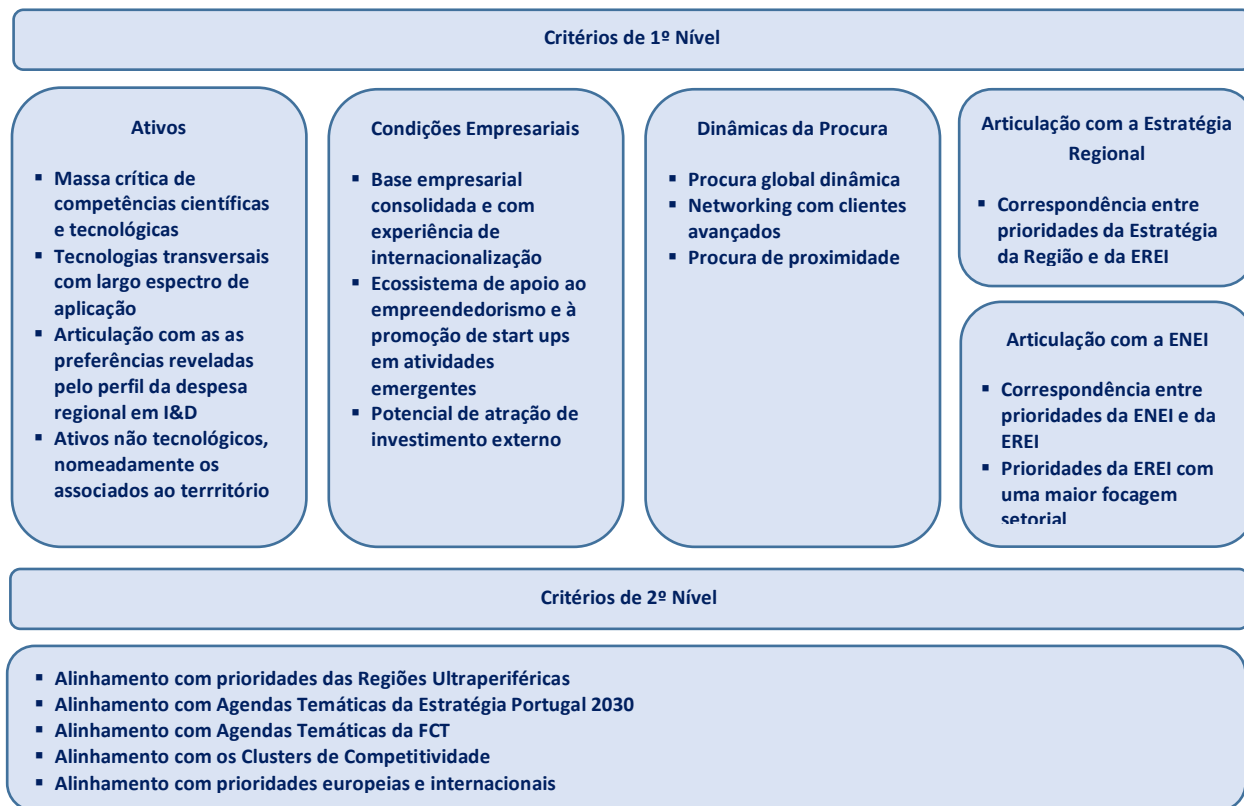 Critérios de 1º Nível
Ativos
▪ Massa crítica de
competências científicas
e tecnológicas
▪ Tecnologias transversais
com largo espectro de
aplicação
▪ Articulação com as as
preferências reveladas
pelo perfil da despesa
regional em I&D
▪ Ativos não tecnológicos,
nomeadamente os
associados ao terrritório
Condições Empresariais
▪ Base empresarial
consolidada e com
experiência de
internacionalização
▪ Ecossistema de apoio ao
empreendedorismo e à
promoção de start ups
em atividades
emergentes
▪ Potencial de atração de
investimento externo
Dinâmicas da Procura
▪ Procura global dinâmica
▪ Networking com clientes
avançados
▪ Procura de proximidade
Articulação com a Estratégia
Regional
▪ Correspondência entre
prioridades da Estratégia
da Região e da EREI
Articulação com a ENEI
▪ Correspondência entre
prioridades da ENEI e da
EREI
▪ Prioridades da EREI com
uma maior focagem
setorial
Critérios de 2º Nível
▪ Alinhamento com prioridades das Regiões Ultraperiféricas
▪ Alinhamento com Agendas Temáticas da Estratégia Portugal 2030
▪ Alinhamento com Agendas Temáticas da FCT
▪ Alinhamento com os Clusters de Competitividade
▪ Alinhamento com prioridades europeias e internacionais